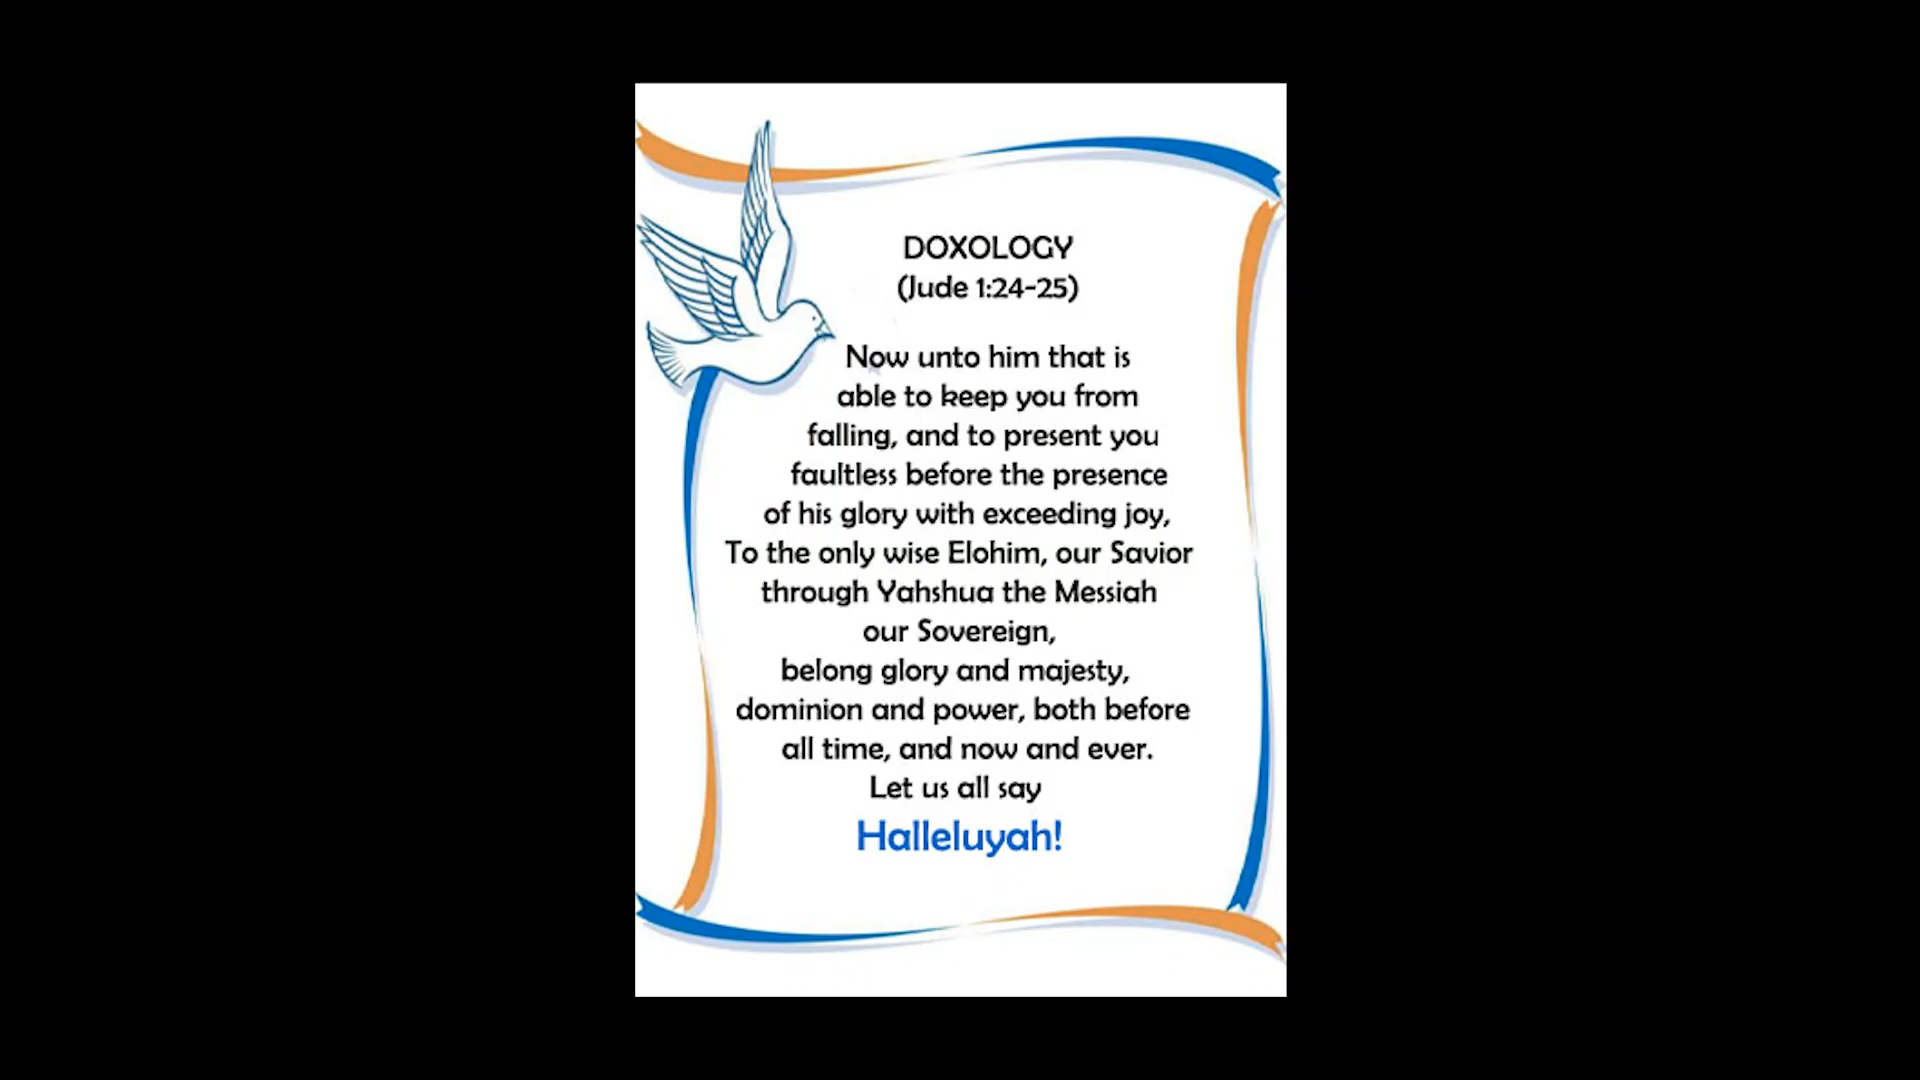 DOXOLOGY
(Jude 1:24-25)
Now unto him that is
able to keep you from
falling, and to present you
faultless before the presence
of his glory with exceeding joy,
To the only wise Elohim, our Savior
through Yahshua the Messiah
our Sovereign,
belong glory and majesty,
dominion and power, both before
all time, and now and ever.
Let us all say
Halleluyah!